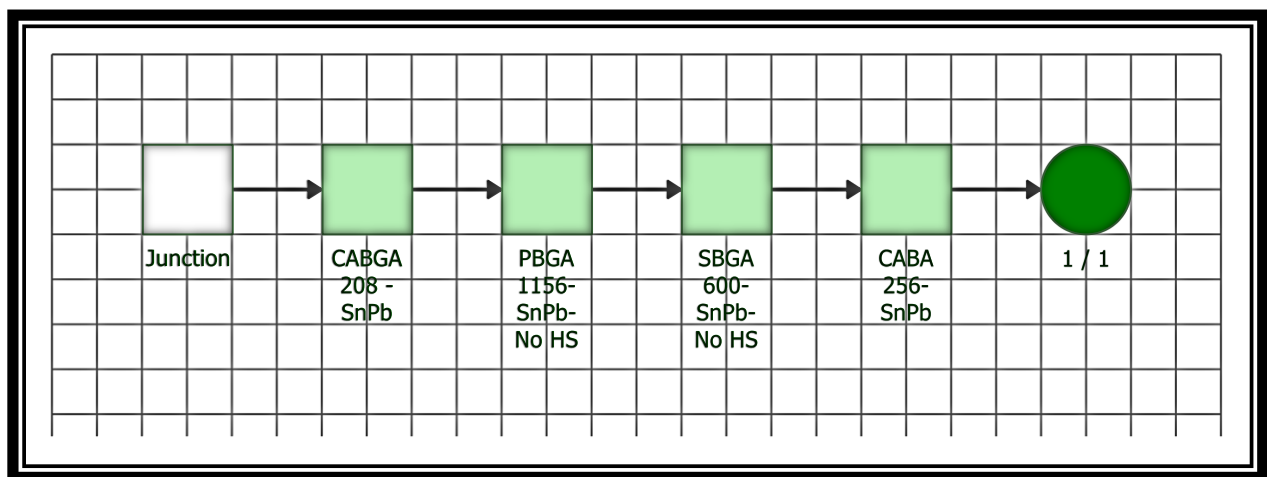 Junction
CABGA
208 -
SnPb
PBGA
1156-
SnPb-
No HS
SBGA
600-
SnPb-
No HS
CABA
256-
SnPb
1 / 1